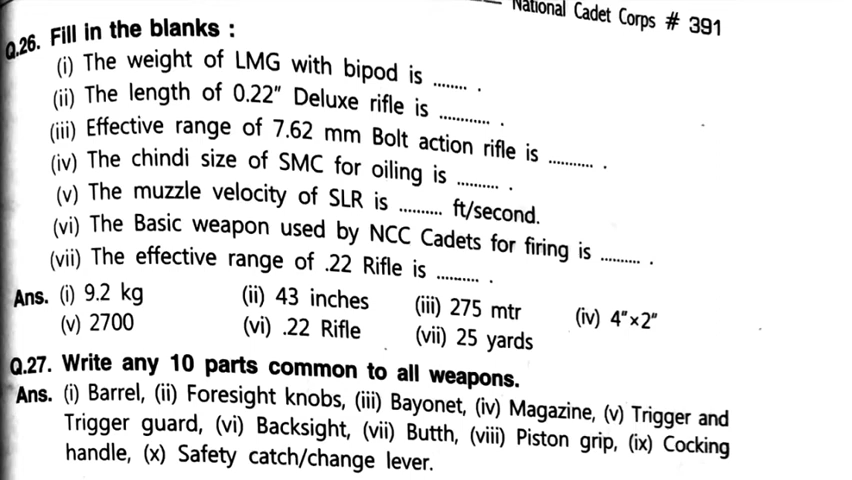 National Cadet Corps # 391
Q.26. Fill in the blanks :
(i) The weight of LMG with bipod is ........ .
(ii) The length of 0.22" Deluxe rifle is ............ .
(iii) Effective range of 7.62 mm Bolt action rifle is ........... .
(iv) The chindi size of SMC for oiling is .......... .
(v) The muzzle velocity of SLR is .......... ft/second.
(vi) The Basic weapon used by NCC Cadets for firing is .......... .
(vii) The effective range of .22 Rifle is .......... .
Ans. (i) 9.2 kg (ii) 43 inches (iii) 275 mtr (iv) 4"×2"
(v) 2700 (vi) .22 Rifle (vii) 25 yards
Q.27. Write any 10 parts common to all weapons.
Ans. (i) Barrel, (ii) Foresight knobs, (iii) Bayonet, (iv) Magazine, (v) Trigger and
Trigger guard, (vi) Backsight, (vii) Butth, (viii) Piston grip, (ix) Cocking
handle, (x) Safety catch/change lever.